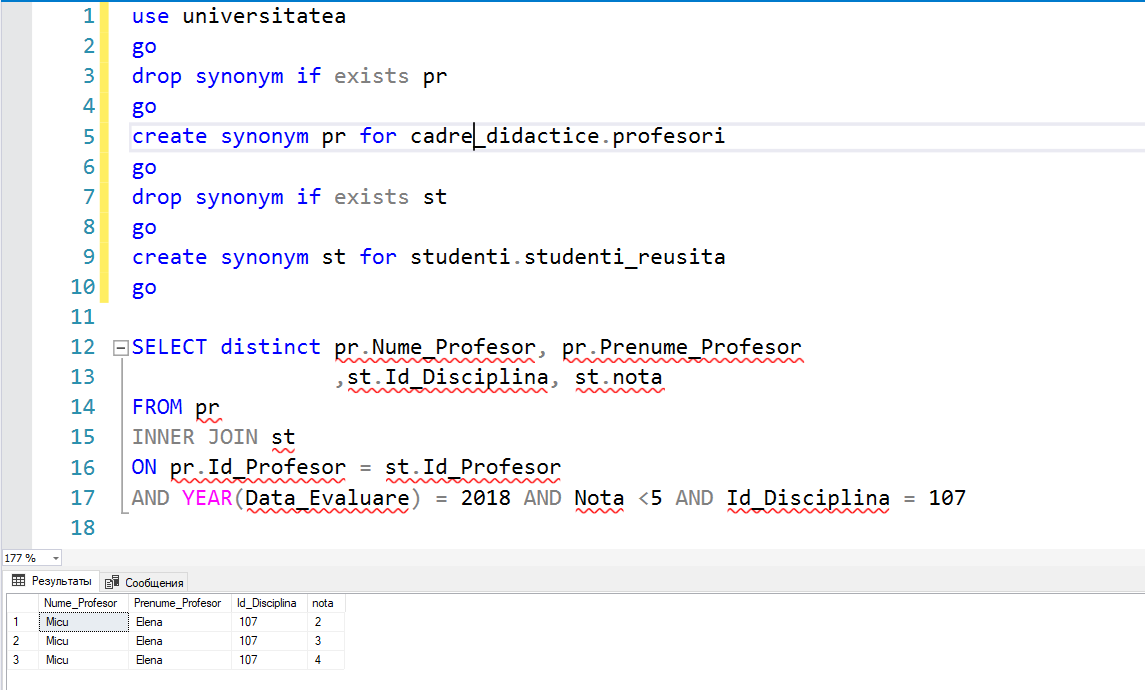 1 use universitatea
2 go
3 drop synonym if exists pr
4 go
5 create synonym pr for cadre_didactice.profesori
6 go
7 drop synonym if exists st
8 go
9 create synonym st for studenti.studenti_reusita
10 go
11
12 SELECT distinct pr.Nume_Profesor, pr.Prenume_Profesor
13 ,st.Id_Disciplina, st.nota
14 FROM pr
15 INNER JOIN st
16 ON pr.Id_Profesor = st.Id_Profesor
17 AND YEAR(Data_Evaluare) = 2018 AND Nota <5 AND Id_Disciplina = 107
18
177 %
Результаты Сообщения
Nume_Profesor Prenume_Profesor Id_Disciplina nota
1 Micu Elena 107 2
2 Micu Elena 107 3
3 Micu Elena 107 4